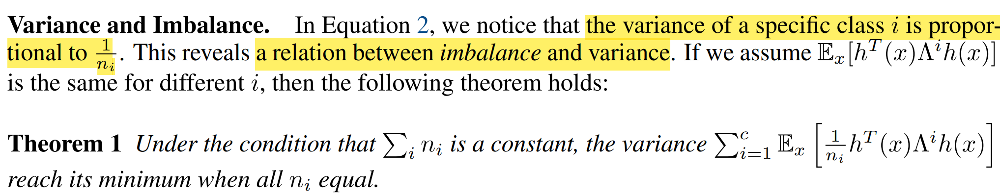 Variance and Imbalance. In Equation 2, we notice that the variance of a specific class $i$ is propor-
tional to $\frac{1}{n_i}$. This reveals a relation between imbalance and variance. If we assume $\mathbb{E}_x[h^T(x)\Lambda^i h(x)]$
is the same for different $i$, then the following theorem holds:
Theorem 1 Under the condition that $\sum_i n_i$ is a constant, the variance $\sum_{i=1}^c \mathbb{E}_x \left[\frac{1}{n_i} h^T(x)\Lambda^i h(x)\right]$
reach its minimum when all $n_i$ equal.